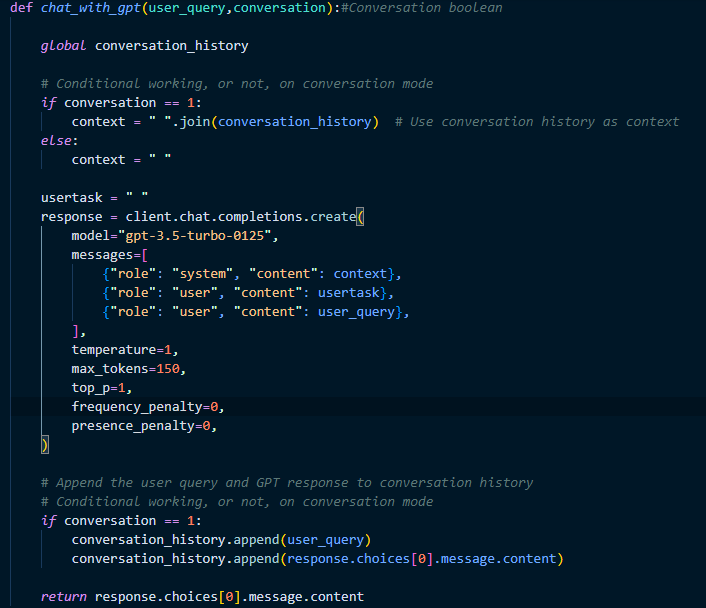 def chat_with_gpt(user_query,conversation):#Conversation boolean
global conversation_history
# Conditional working, or not, on conversation mode
if conversation == 1:
context = " ".join(conversation_history)  # Use conversation history as context
else:
context = " "
usertask = " "
response = client.chat.completions.create(
model="gpt-3.5-turbo-0125",
messages=[
{"role": "system", "content": context},
{"role": "user", "content": usertask},
{"role": "user", "content": user_query},
],
temperature=1,
max_tokens=150,
top_p=1,
frequency_penalty=0,
presence_penalty=0,
)
# Append the user query and GPT response to conversation history
# Conditional working, or not, on conversation mode
if conversation == 1:
conversation_history.append(user_query)
conversation_history.append(response.choices[0].message.content)
return response.choices[0].message.content